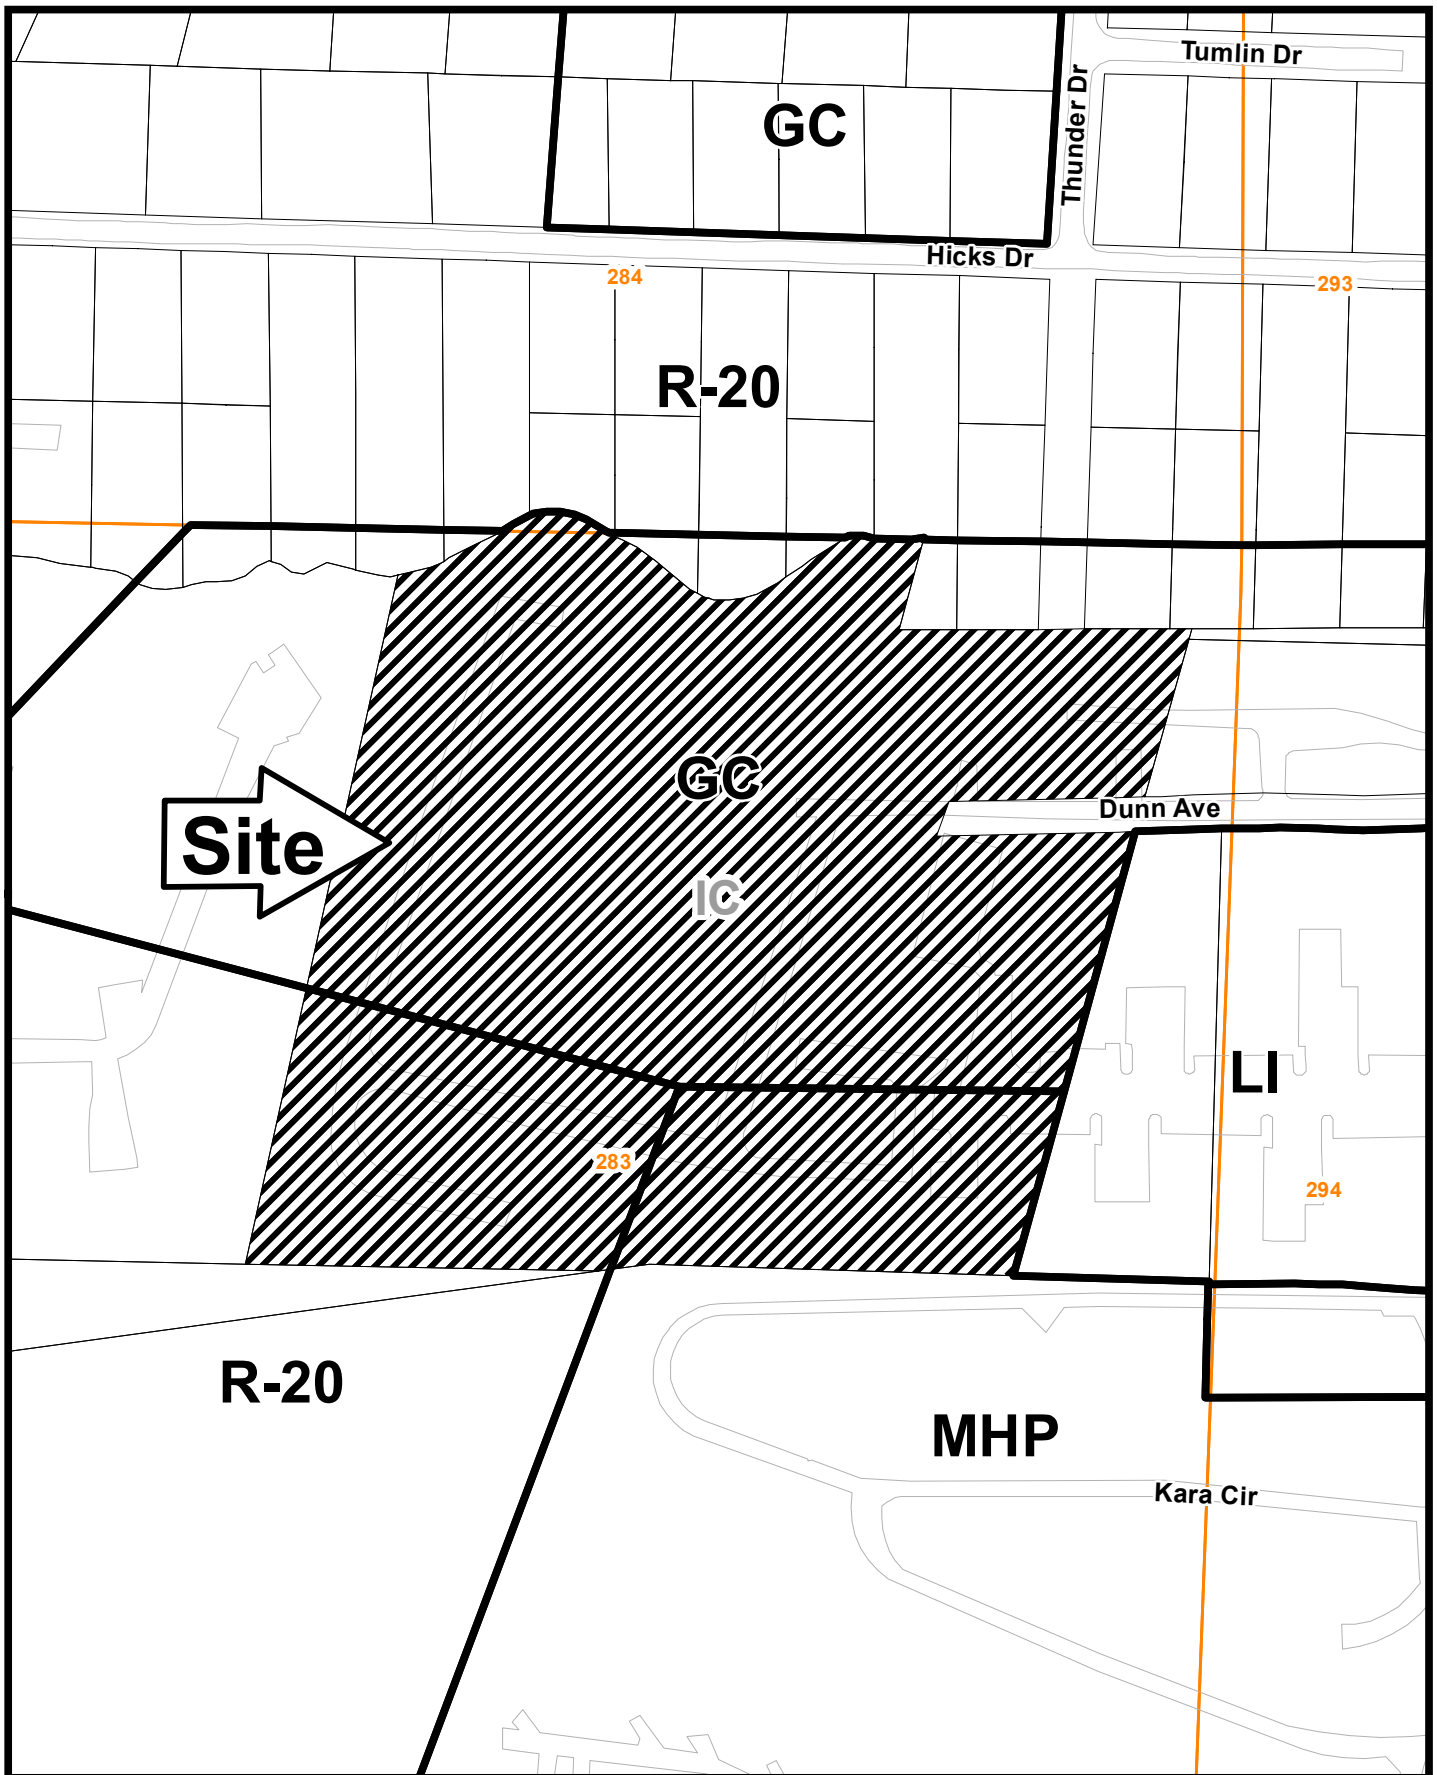 Tumlin Dr
Thunder Dr
GC
Hicks Dr
284
293
R-20
GC
Dunn Ave
Site
IC
LI
283
294
R-20
MHP
Kara Cir